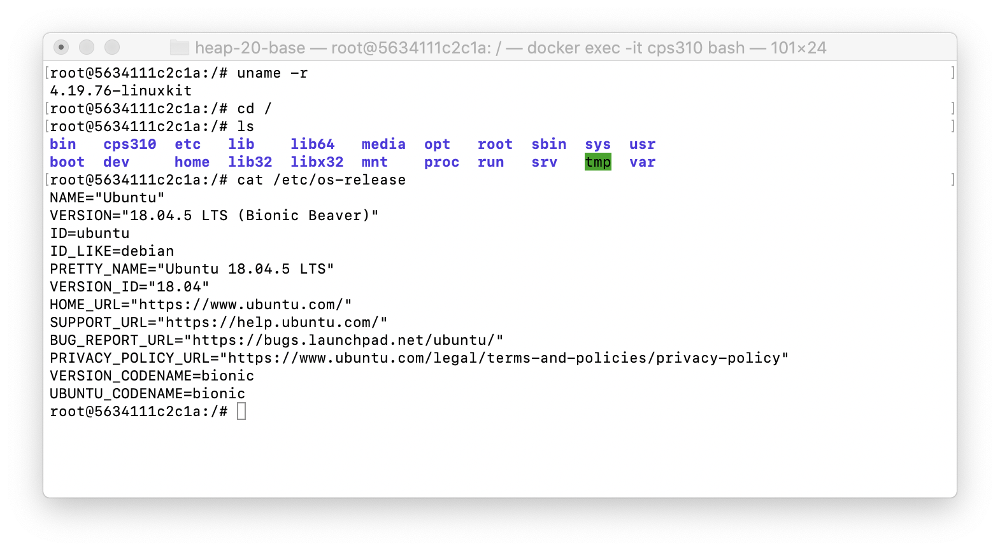 heap-20-base — root@5634111c2c1a: / — docker exec -it cps310 bash — 101×24
[root@5634111c2c1a:/# uname -r ]
4.19.76-linuxkit
[root@5634111c2c1a:/# cd / ]
[root@5634111c2c1a:/# ls ]
bin cps310 etc lib lib64 media opt root sbin sys usr
boot dev home lib32 libx32 mnt proc run srv tmp var
[root@5634111c2c1a:/# cat /etc/os-release ]
NAME="Ubuntu"
VERSION="18.04.5 LTS (Bionic Beaver)"
ID=ubuntu
ID_LIKE=debian
PRETTY_NAME="Ubuntu 18.04.5 LTS"
VERSION_ID="18.04"
HOME_URL="https://www.ubuntu.com/"
SUPPORT_URL="https://help.ubuntu.com/"
BUG_REPORT_URL="https://bugs.launchpad.net/ubuntu/"
PRIVACY_POLICY_URL="https://www.ubuntu.com/legal/terms-and-policies/privacy-policy"
VERSION_CODENAME=bionic
UBUNTU_CODENAME=bionic
root@5634111c2c1a:/#